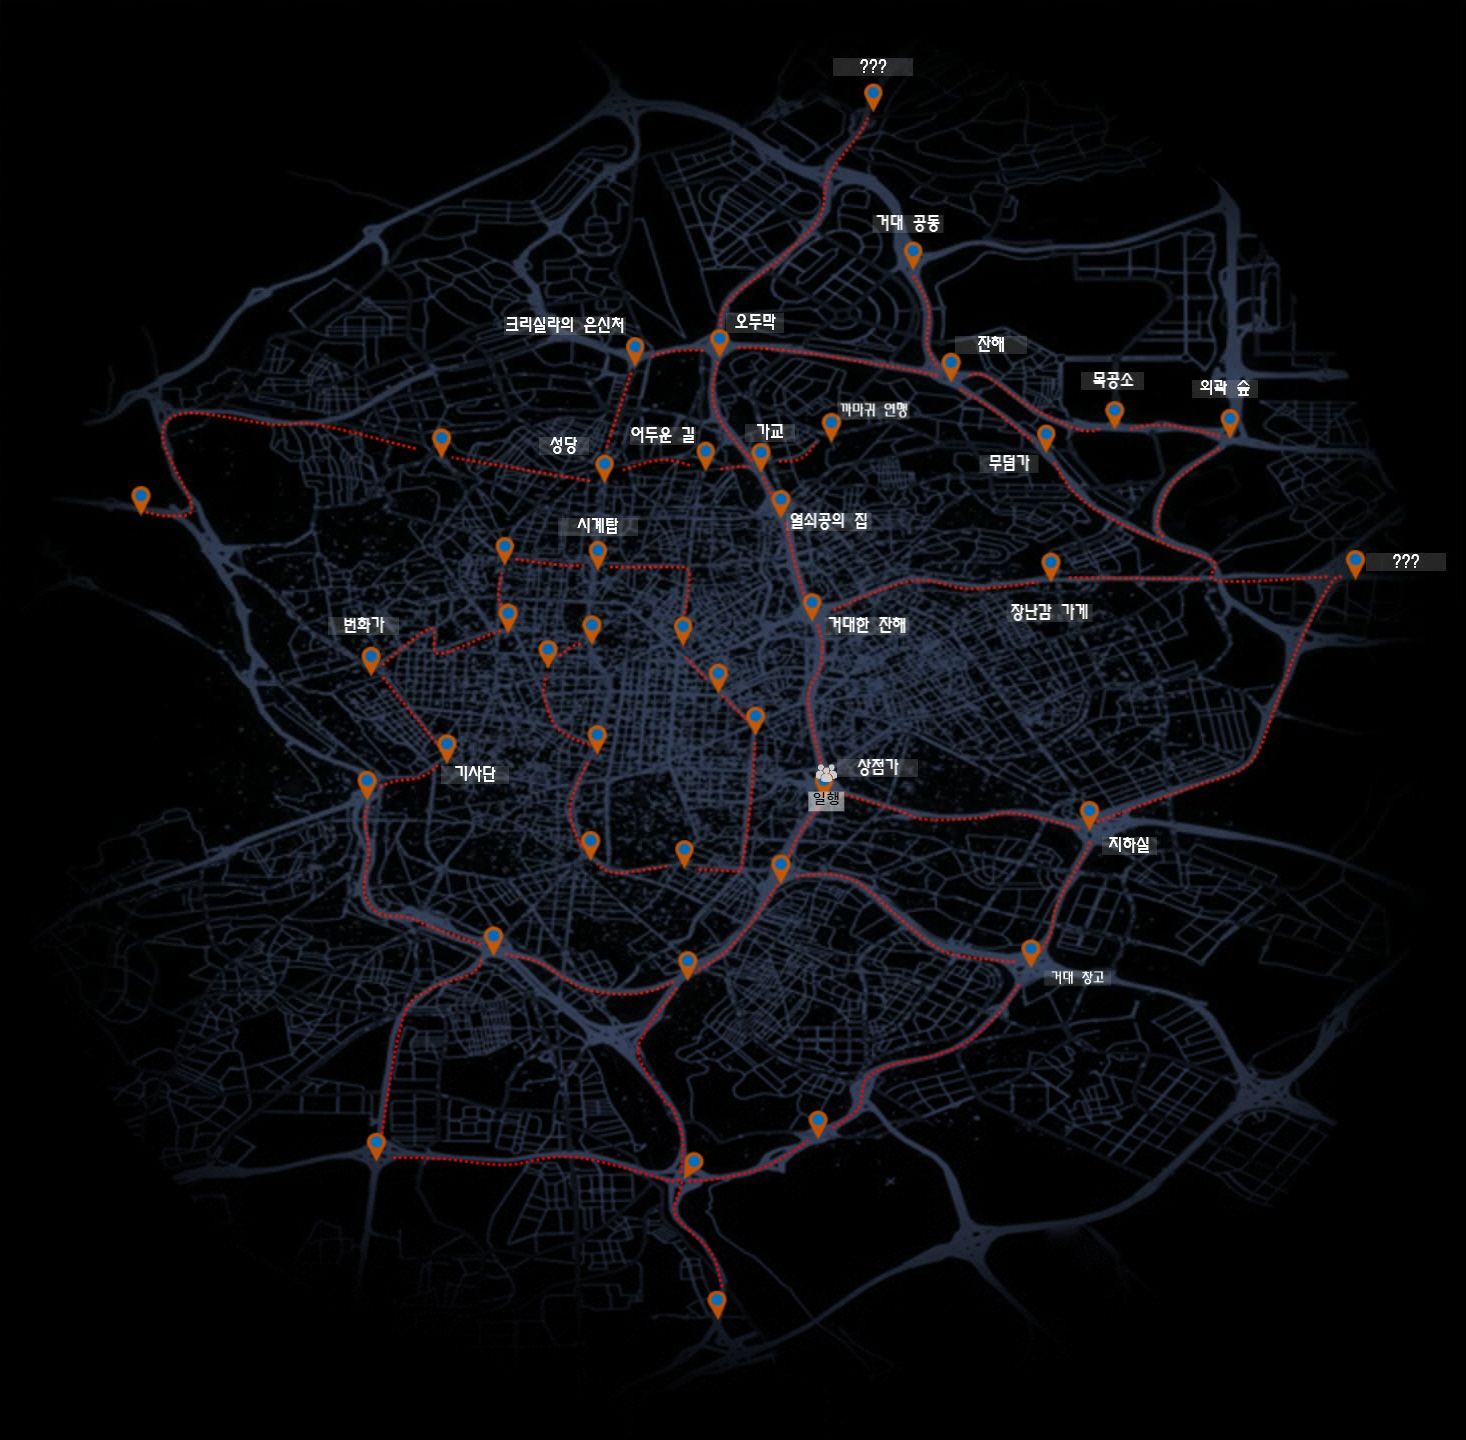 ???
거대 공동
크리실라의 은신처
오두막
잔해
목공소
외곽 숲
까마귀 연맹
성당
어두운 길
가교
무덤가
시계탑
열쇠공의 집
???
장난감 가게
번화가
거대한 잔해
기사단
상점가
일행
지하실
거대 창고